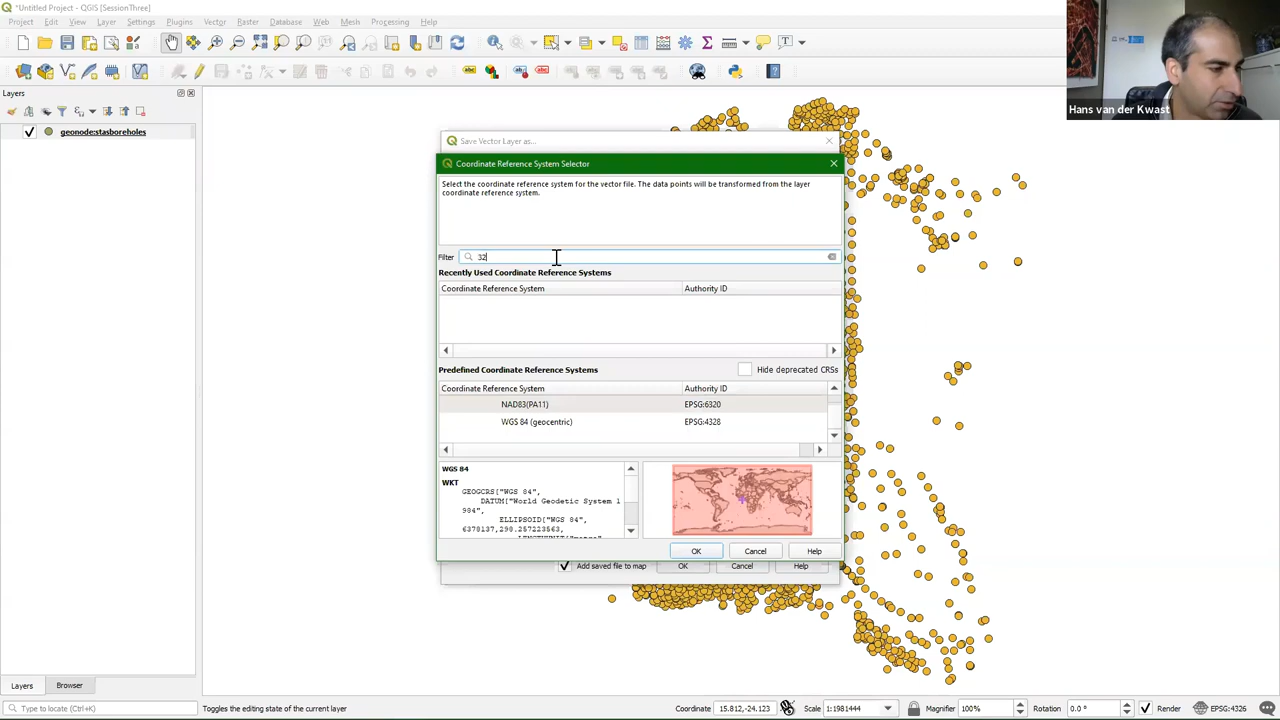 *Untitled Project - QGIS [SessionThree]
Project Edit View Layer Settings Plugins Vector Raster Database Web Mesh Processing Help
Hans van der Kwast
Layers
geonode:stasboreholes
Save Vector Layer as...
Coordinate Reference System Selector
Select the coordinate reference system for the vector file. The data points will be transformed from the layer
coordinate reference system.
Filter 32
Recently Used Coordinate Reference Systems
Coordinate Reference System Authority ID
Predefined Coordinate Reference Systems Hide deprecated CRSs
Coordinate Reference System Authority ID
NAD83(PA11) EPSG:6320
WGS 84 (geocentric) EPSG:4328
WGS 84
WKT
GEOGCRS["WGS 84",
DATUM["World Geodetic System 1
984",
ELLIPSOID["WGS 84",
6378137,298.257223563,
LENGTHUNIT["metre"
OK Cancel Help
Add saved file to map OK Cancel Help
Layers Browser
Type to locate (Ctrl+K) Toggles the editing state of the current layer Coordinate 15.812,-24.123 Scale 1:1981444 Magnifier 100% Rotation 0.0 ° Render EPSG:4326